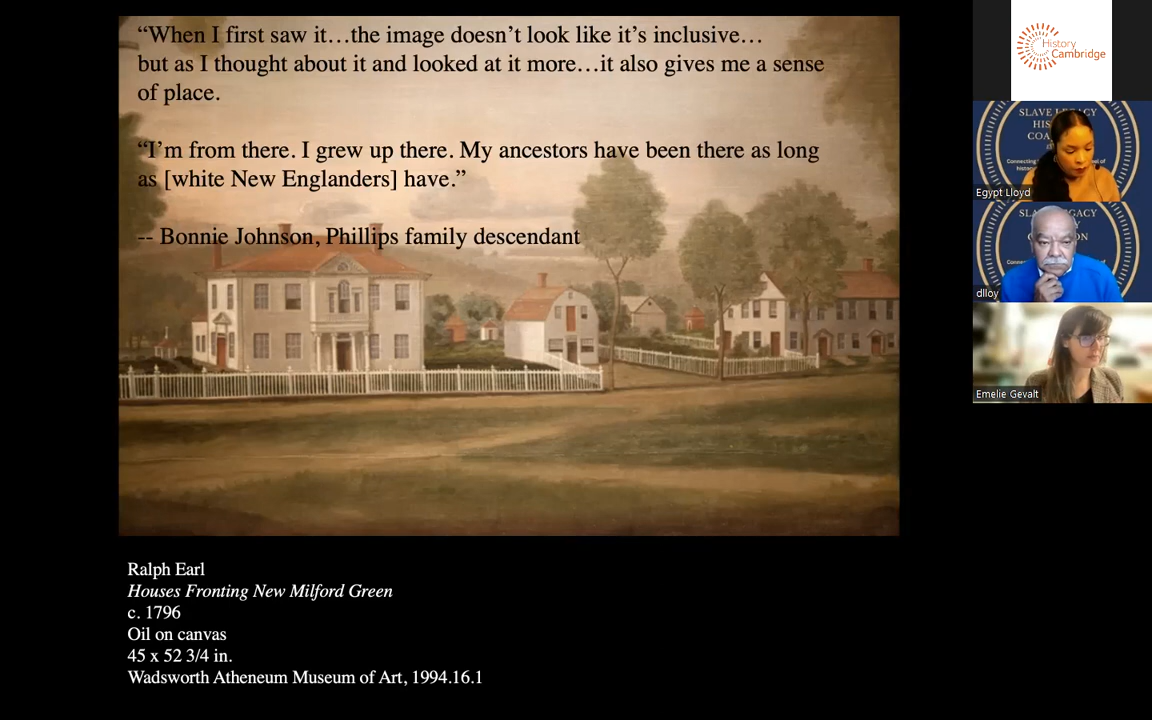 “When I first saw it…the image doesn’t look like it’s inclusive…
but as I thought about it and looked at it more…it also gives me a sense
of place.
“I’m from there. I grew up there. My ancestors have been there as long
as [white New Englanders] have.”
-- Bonnie Johnson, Phillips family descendant
Ralph Earl
Houses Fronting New Milford Green
c. 1796
Oil on canvas
45 x 52 3/4 in.
Wadsworth Atheneum Museum of Art, 1994.16.1
History
Cambridge
Egypt Lloyd
dlloy
Emelie Gevalt